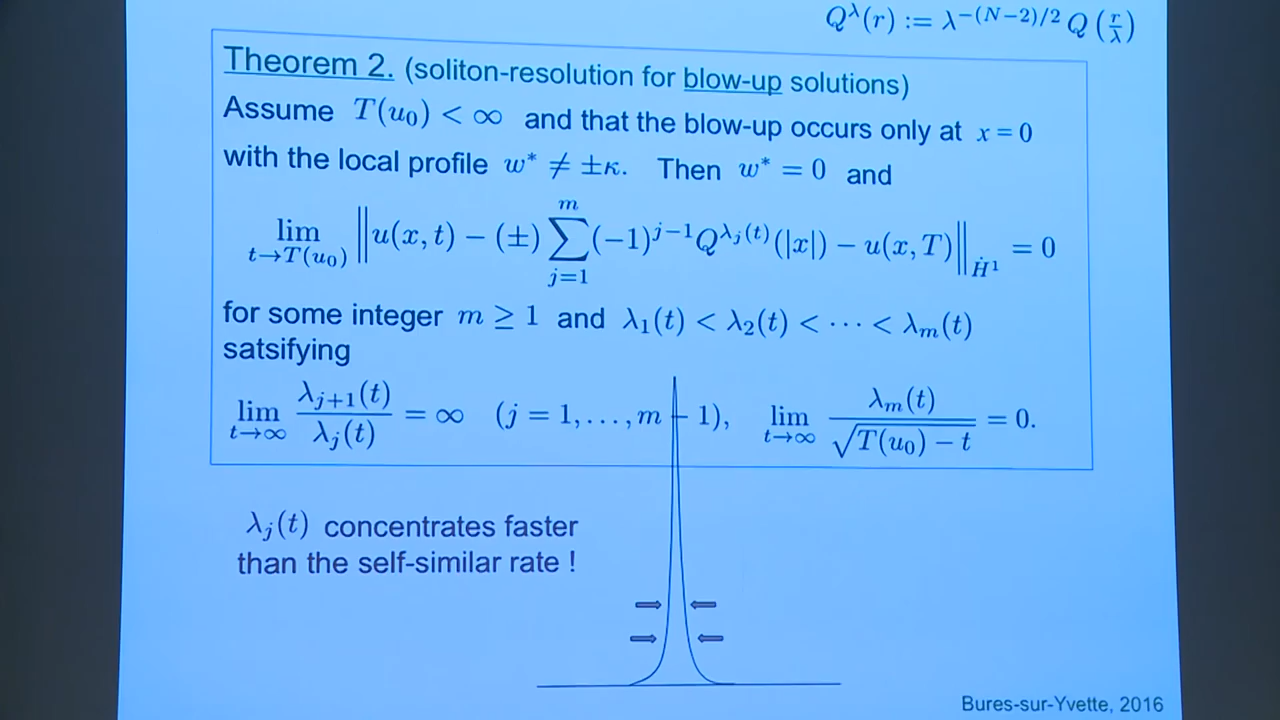 Q^λ(r) := λ^{−(N−2)/2} Q(r/λ)
Theorem 2. (soliton-resolution for blow-up solutions)
Assume T(u₀) < ∞ and that the blow-up occurs only at x = 0
with the local profile w* ≠ ±κ. Then w* = 0 and
lim_{t→T(u₀)} ‖u(x, t) − (±) ∑_{j=1}^{m} (−1)^{j−1} Q^{λ_j(t)}(|x|) − u(x, T)‖_{Ḣ¹} = 0
for some integer m ≥ 1 and λ₁(t) < λ₂(t) < ⋯ < λ_m(t)
satsifying
lim_{t→∞} λ_{j+1}(t)/λ_j(t) = ∞ (j = 1, …, m − 1), lim_{t→∞} λ_m(t)/√(T(u₀) − t) = 0.
λ_j(t) concentrates faster
than the self-similar rate !
Bures-sur-Yvette, 2016